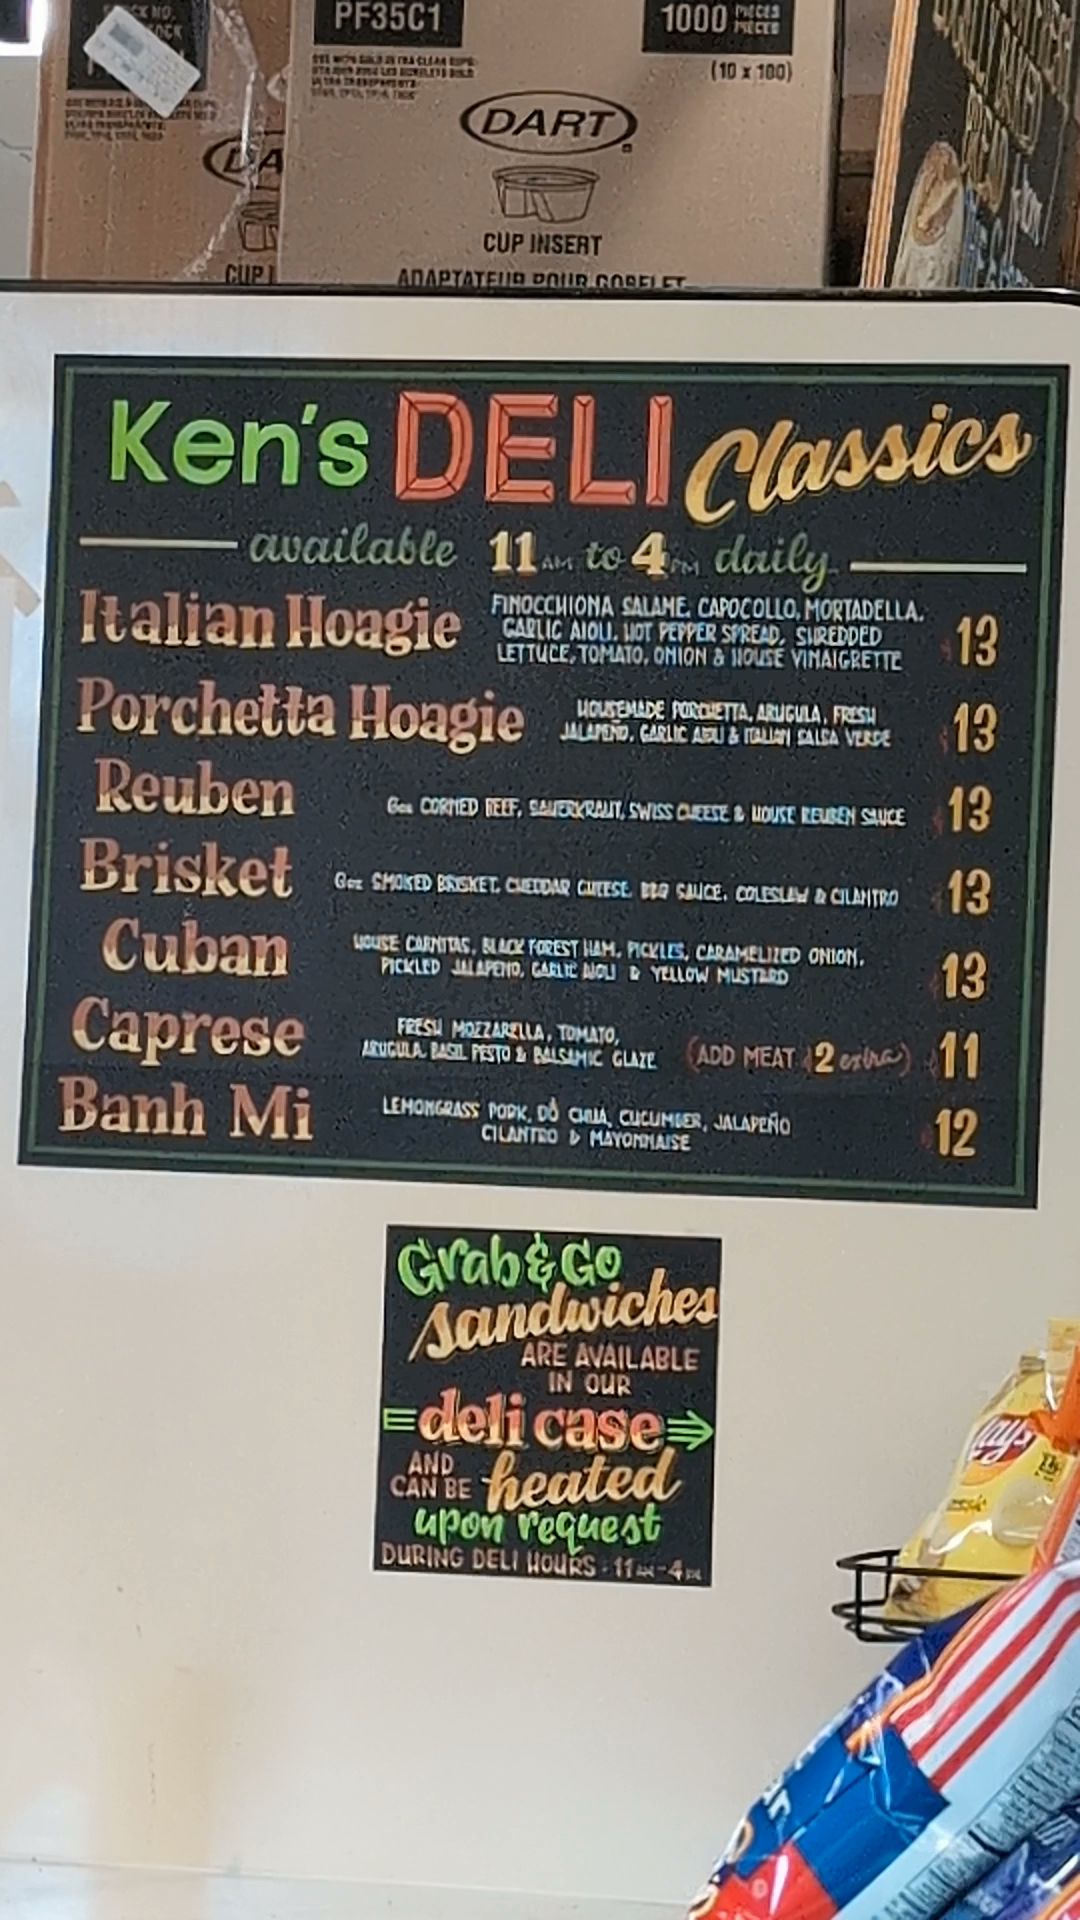 PF35C1
1000 PIECES
PIÈCES
(10 x 100)
DART
CUP INSERT
ADAPTATEUR POUR GOBELET
Ken's DELI Classics
available 11AM to 4PM daily
Italian Hoagie
FINOCCHIONA SALAME, CAPOCOLLO, MORTADELLA,
GARLIC AIOLI, HOT PEPPER SPREAD, SHREDDED
LETTUCE, TOMATO, ONION & HOUSE VINAIGRETTE
13
Porchetta Hoagie
HOUSEMADE PORCHETTA, ARUGULA, FRESH
JALAPEÑO, GARLIC AIOLI & ITALIAN SALSA VERDE
13
Reuben
6oz CORNED BEEF, SAUERKRAUT, SWISS CHEESE & HOUSE REUBEN SAUCE
13
Brisket
6oz SMOKED BRISKET, CHEDDAR CHEESE, BBQ SAUCE, COLESLAW & CILANTRO
13
Cuban
HOUSE CARNITAS, BLACK FOREST HAM, PICKLES, CARAMELIZED ONION,
PICKLED JALAPEÑO, GARLIC AIOLI & YELLOW MUSTARD
13
Caprese
FRESH MOZZARELLA, TOMATO,
ARUGULA, BASIL PESTO & BALSAMIC GLAZE
(ADD MEAT $2 extra)
11
Banh Mi
LEMONGRASS PORK, ĐỒ CHUA, CUCUMBER, JALAPEÑO
CILANTRO & MAYONNAISE
12
Grab & Go
sandwiches
ARE AVAILABLE
IN OUR
deli case
AND
CAN BE heated
upon request
DURING DELI HOURS · 11AM-4PM
Lay's